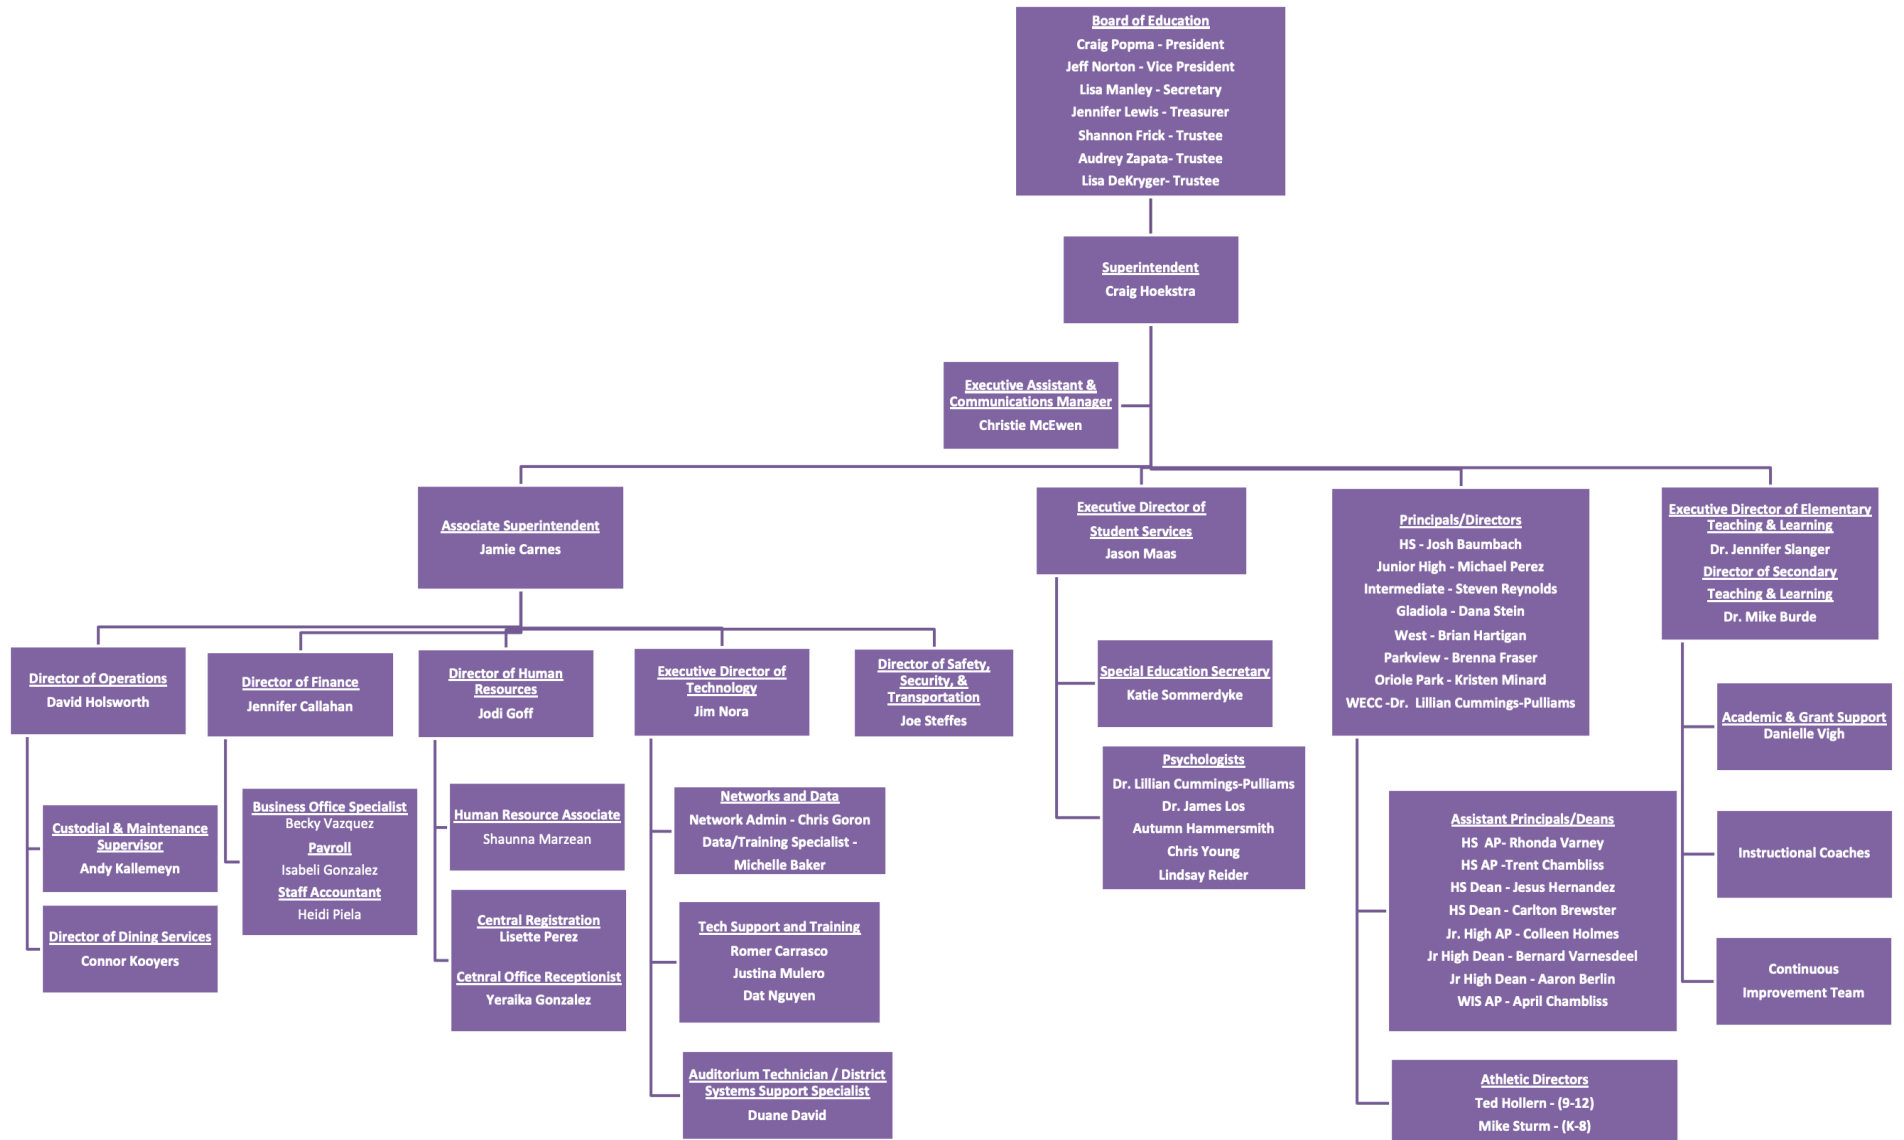 Board of Education
Craig Popma - President
Jeff Norton - Vice President
Lisa Manley - Secretary
Jennifer Lewis - Treasurer
Shannon Frick - Trustee
Audrey Zapata- Trustee
Lisa DeKryger- Trustee
Superintendent
Craig Hoekstra
Executive Assistant &
Communications Manager
Christie McEwen
Associate Superintendent
Jamie Carnes
Executive Director of
Student Services
Jason Maas
Principals/Directors
HS - Josh Baumbach
Junior High - Michael Perez
Intermediate - Steven Reynolds
Gladiola - Dana Stein
West - Brian Hartigan
Parkview - Brenna Fraser
Oriole Park - Kristen Minard
WECC -Dr.  Lillian Cummings-Pulliams
Executive Director of Elementary
Teaching & Learning
Dr. Jennifer Slanger
Director of Secondary
Teaching & Learning
Dr. Mike Burde
Director of Operations
David Holsworth
Director of Finance
Jennifer Callahan
Director of Human
Resources
Jodi Goff
Executive Director of
Technology
Jim Nora
Director of Safety,
Security, &
Transportation
Joe Steffes
Custodial & Maintenance
Supervisor
Andy Kallemeyn
Director of Dining Services
Connor Kooyers
Business Office Specialist
Becky Vazquez
Payroll
Isabeli Gonzalez
Staff Accountant
Heidi Piela
Human Resource Associate
Shaunna Marzean
Central Registration
Lisette Perez
Cetnral Office Receptionist
Yeraika Gonzalez
Networks and Data
Network Admin - Chris Goron
Data/Training Specialist -
Michelle Baker
Tech Support and Training
Romer Carrasco
Justina Mulero
Dat Nguyen
Auditorium Technician / District
Systems Support Specialist
Duane David
Special Education Secretary
Katie Sommerdyke
Psychologists
Dr. Lillian Cummings-Pulliams
Dr. James Los
Autumn Hammersmith
Chris Young
Lindsay Reider
Assistant Principals/Deans
HS  AP- Rhonda Varney
HS AP -Trent Chambliss
HS Dean - Jesus Hernandez
HS Dean - Carlton Brewster
Jr. High AP - Colleen Holmes
Jr High Dean - Bernard Varnesdeel
Jr High Dean - Aaron Berlin
WIS AP - April Chambliss
Athletic Directors
Ted Hollern - (9-12)
Mike Sturm - (K-8)
Academic & Grant Support
Danielle Vigh
Instructional Coaches
Continuous
Improvement Team